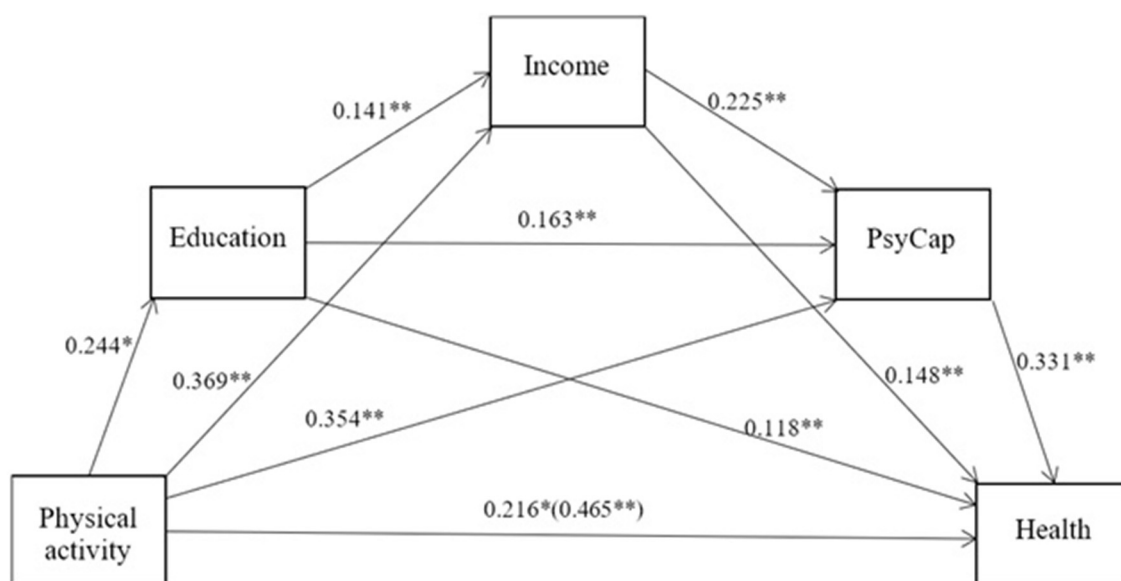 Income
0.141**
0.225**
Education
0.163**
PsyCap
0.244*
0.369**
0.354**
0.148**
0.331**
0.118**
Physical
activity
0.216*(0.465**)
Health